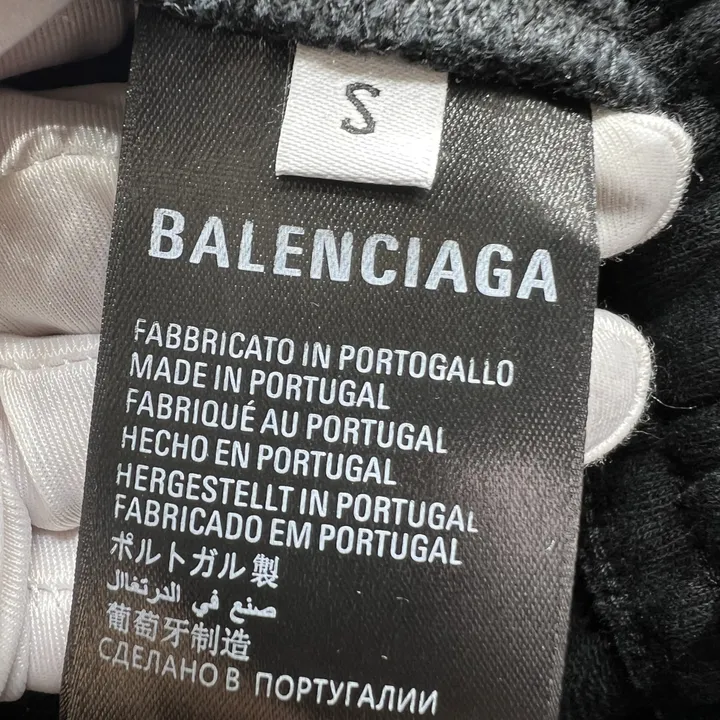 S
BALENCIAGA
FABBRICATO IN PORTOGALLO
MADE IN PORTUGAL
FABRIQUÉ AU PORTUGAL
HECHO EN PORTUGAL
HERGESTELLT IN PORTUGAL
FABRICADO EM PORTUGAL
ポルトガル製
صنع في الدرتغال
葡萄牙制造
СДЕЛАНО В ПОРТУГАЛИИ